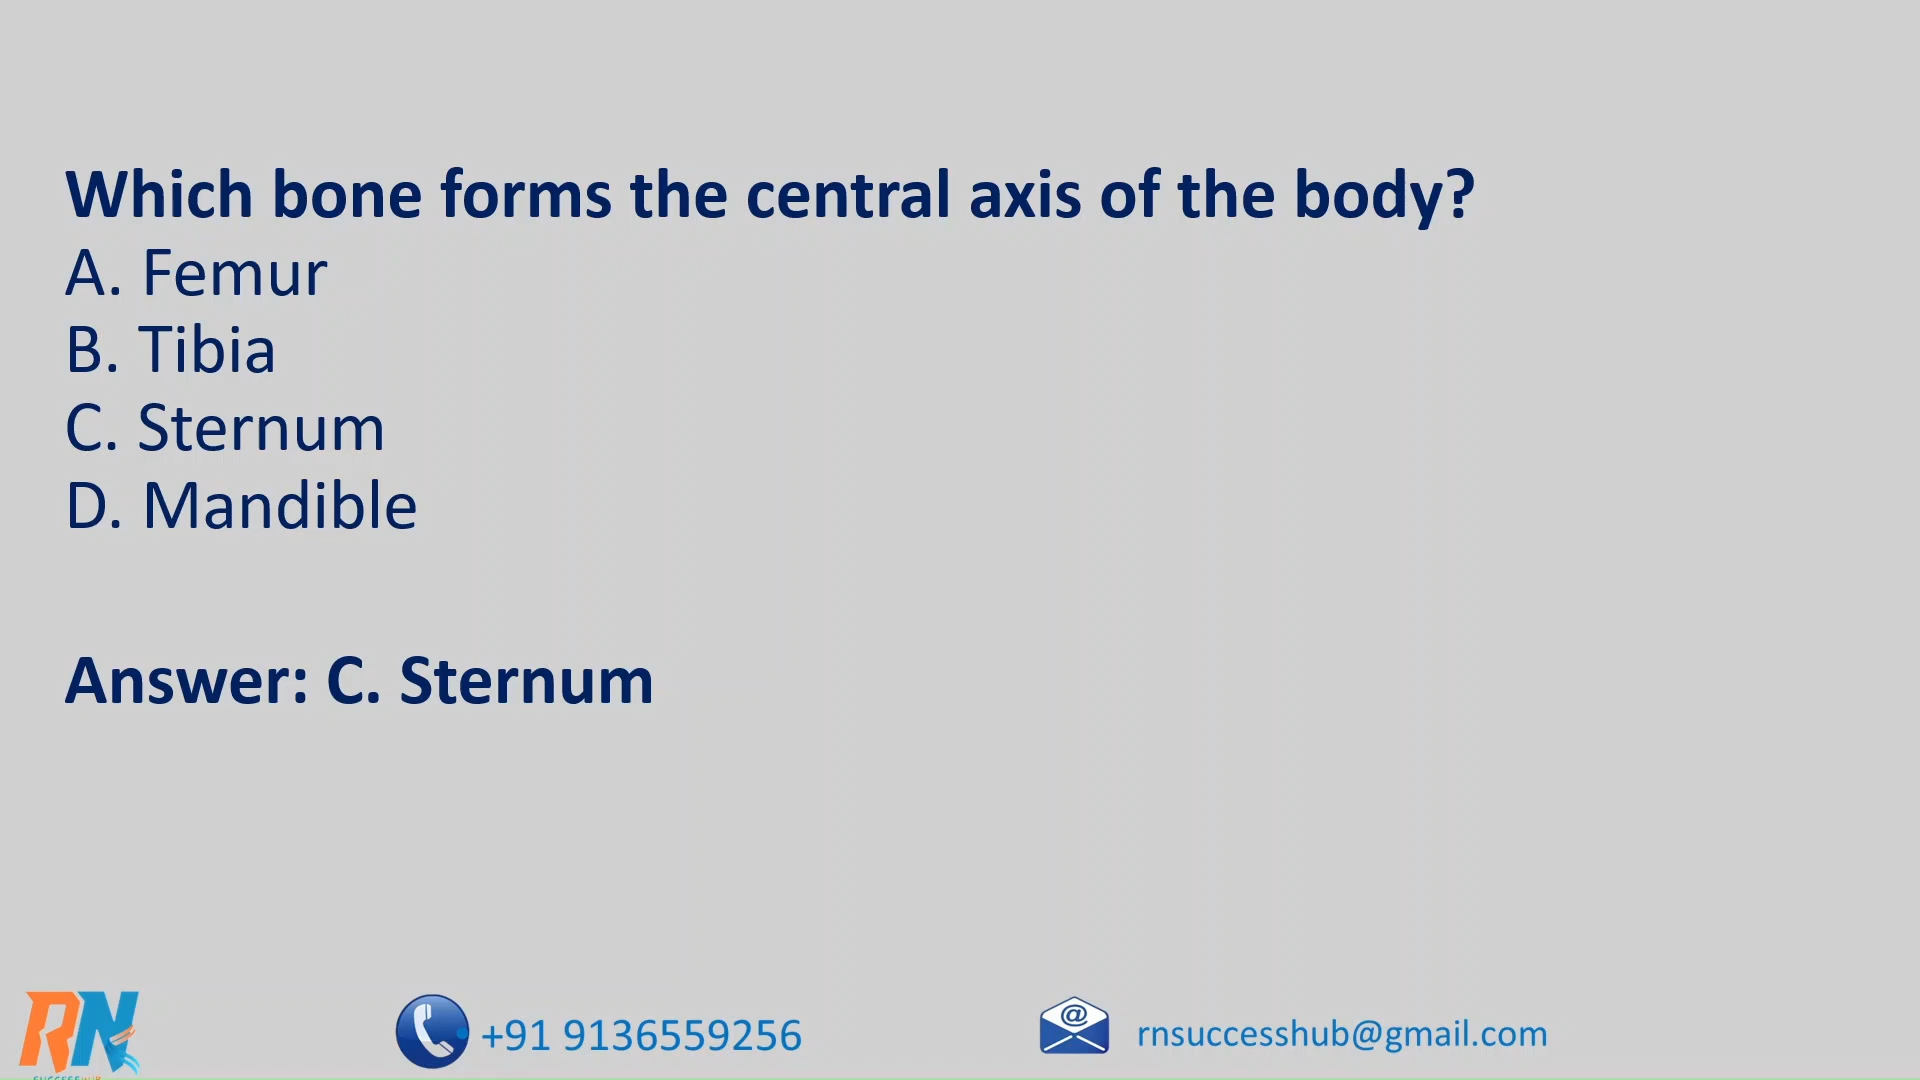 Which bone forms the central axis of the body?
A. Femur
B. Tibia
C. Sternum
D. Mandible
Answer: C. Sternum
RN
+91 9136559256
@
rnsuccesshub@gmail.com